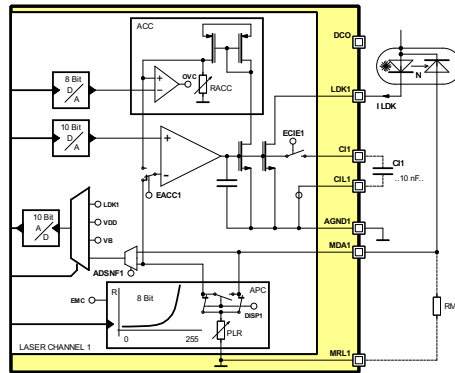 ACC
DCO
8 Bit
D
A
OVC
RACC
LDK1
N
I LDK
10 Bit
D
A
ECIE1
CI1
CI1
..10 nF..
CIL1
EACC1
LDK1
10 Bit
A
D
VDD
VB
AGND1
MDA1
ADSNF1
APC
R
8 Bit
EMC
DISP1
RM
PLR
0
255
LASER CHANNEL 1
MRL1